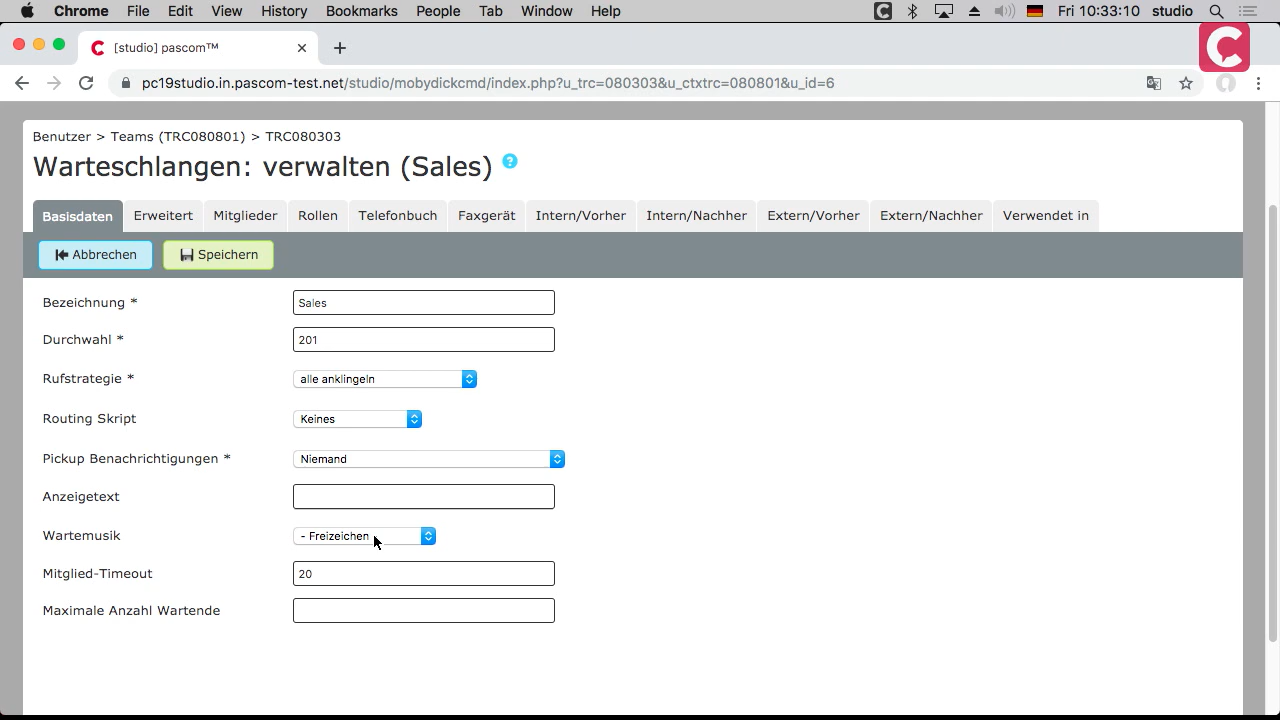 Chrome File Edit View History Bookmarks People Tab Window Help Fri 10:33:10 studio
[studio] pascom™
pc19studio.in.pascom-test.net/studio/mobydickcmd/index.php?u_trc=080303&u_ctxtrc=080801&u_id=6
Benutzer > Teams (TRC080801) > TRC080303
Warteschlangen: verwalten (Sales) ?
Basisdaten Erweitert Mitglieder Rollen Telefonbuch Faxgerät Intern/Vorher Intern/Nachher Extern/Vorher Extern/Nachher Verwendet in
Abbrechen Speichern
Bezeichnung * Sales
Durchwahl * 201
Rufstrategie * alle anklingeln
Routing Skript Keines
Pickup Benachrichtigungen * Niemand
Anzeigetext
Wartemusik - Freizeichen
Mitglied-Timeout 20
Maximale Anzahl Wartende